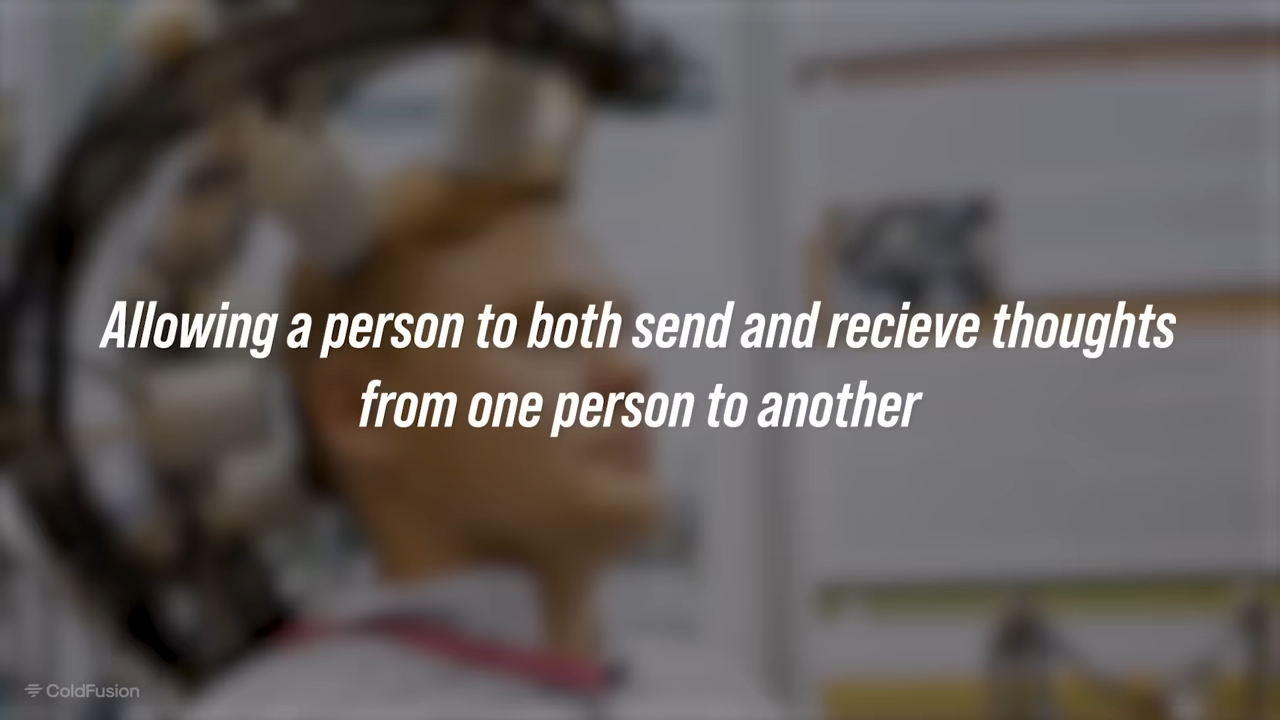 Allowing a person to both send and recieve thoughts
from one person to another
ColdFusion